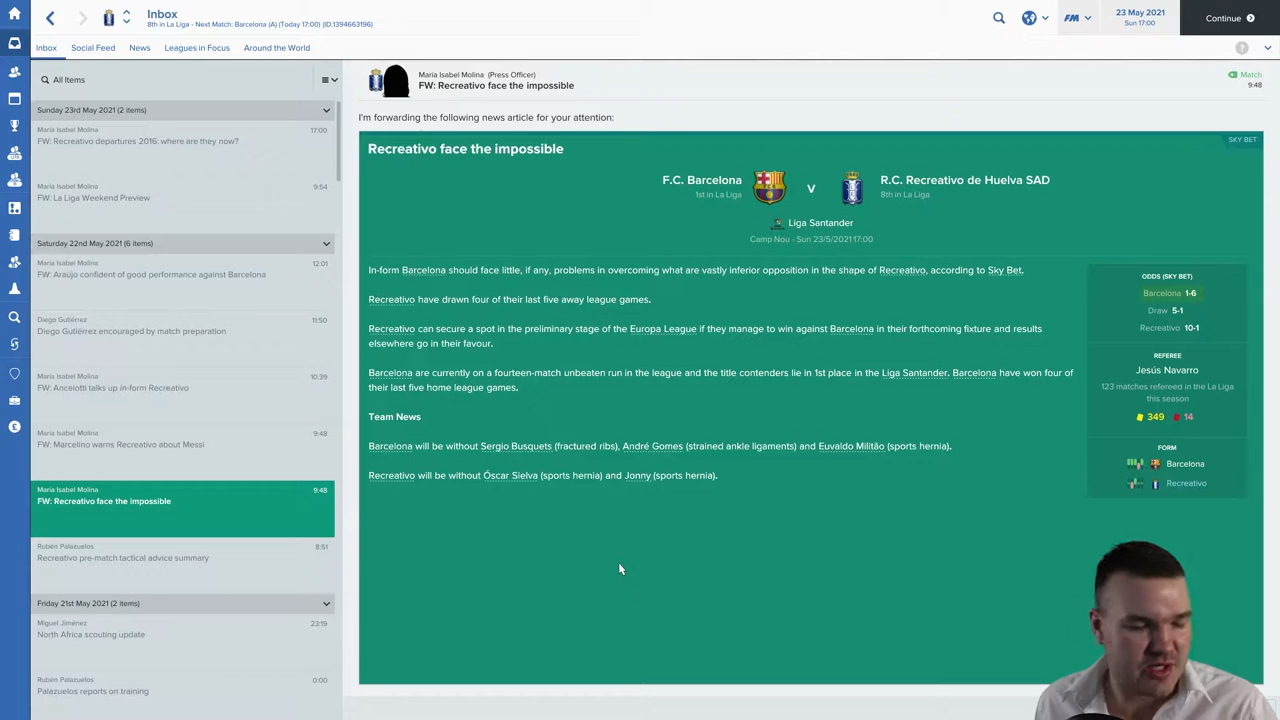 Inbox
8th in La Liga - Next Match: Barcelona (A) (Today 17:00) (ID:1394663196)
FM
23 May 2021
Sun 17:00
Continue
Inbox
Social Feed
News
Leagues in Focus
Around the World
All Items
Sunday 23rd May 2021 (2 items)
María Isabel Molina
17:00
FW: Recreativo departures 2016: where are they now?
María Isabel Molina
9:54
FW: La Liga Weekend Preview
Saturday 22nd May 2021 (6 items)
María Isabel Molina
12:01
FW: Araújo confident of good performance against Barcelona
Diego Gutiérrez
11:50
Diego Gutiérrez encouraged by match preparation
María Isabel Molina
10:39
FW: Ancelotti talks up in-form Recreativo
María Isabel Molina
9:48
FW: Marcelino warns Recreativo about Messi
María Isabel Molina
9:48
FW: Recreativo face the impossible
Rubén Palazuelos
8:51
Recreativo pre-match tactical advice summary
Friday 21st May 2021 (2 items)
Miguel Jiménez
23:19
North Africa scouting update
Rubén Palazuelos
0:00
Palazuelos reports on training
María Isabel Molina (Press Officer)
FW: Recreativo face the impossible
Match
9:48
I'm forwarding the following news article for your attention:
Recreativo face the impossible
SKY BET
F.C. Barcelona
1st in La Liga
V
R.C. Recreativo de Huelva SAD
8th in La Liga
Liga Santander
Camp Nou - Sun 23/5/2021 17:00
In-form Barcelona should face little, if any, problems in overcoming what are vastly inferior opposition in the shape of Recreativo, according to Sky Bet.
Recreativo have drawn four of their last five away league games.
Recreativo can secure a spot in the preliminary stage of the Europa League if they manage to win against Barcelona in their forthcoming fixture and results
elsewhere go in their favour.
Barcelona are currently on a fourteen-match unbeaten run in the league and the title contenders lie in 1st place in the Liga Santander. Barcelona have won four of
their last five home league games.
Team News
Barcelona will be without Sergio Busquets (fractured ribs), André Gomes (strained ankle ligaments) and Euvaldo Militão (sports hernia).
Recreativo will be without Óscar Sielva (sports hernia) and Jonny (sports hernia).
ODDS (SKY BET)
Barcelona 1-6
Draw 5-1
Recreativo 10-1
REFEREE
Jesús Navarro
123 matches refereed in the La Liga
this season
349 14
FORM
Barcelona
Recreativo